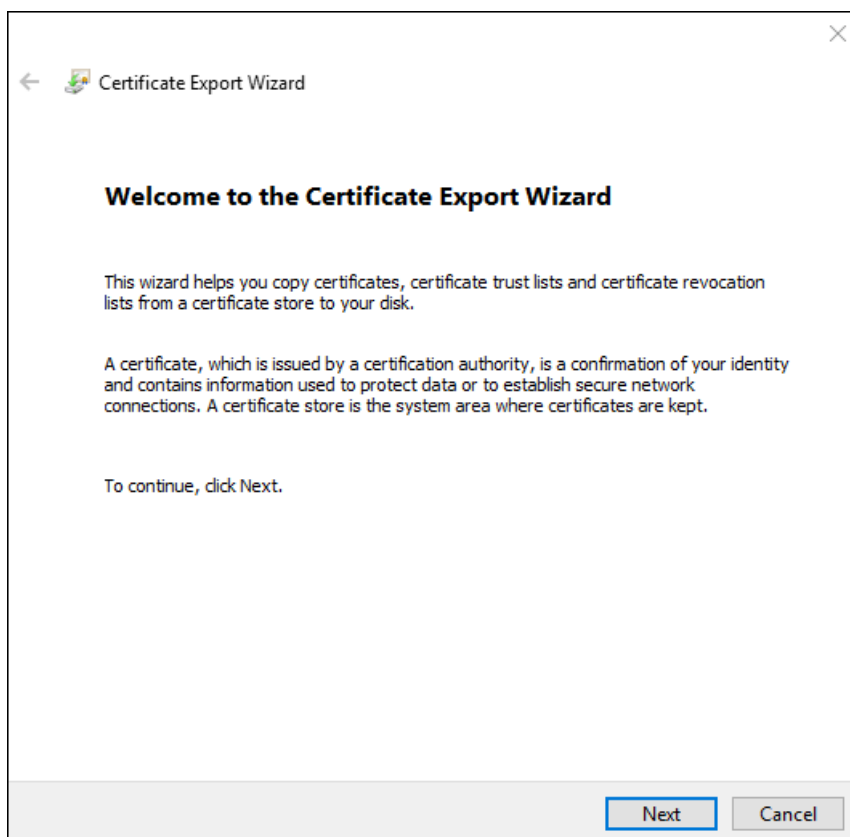 Certificate Export Wizard
Welcome to the Certificate Export Wizard
This wizard helps you copy certificates, certificate trust lists and certificate revocation
lists from a certificate store to your disk.
A certificate, which is issued by a certification authority, is a confirmation of your identity
and contains information used to protect data or to establish secure network
connections. A certificate store is the system area where certificates are kept.
To continue, click Next.
Next
Cancel